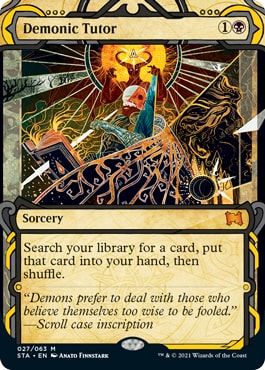 Demonic Tutor 1
Sorcery
Search your library for a card, put
that card into your hand, then
shuffle.
“Demons prefer to deal with those who
believe themselves too wise to be fooled.”
—Scroll case inscription
027/063 M
STA • EN ANATO FINNSTARK ™ & © 2021 Wizards of the Coast